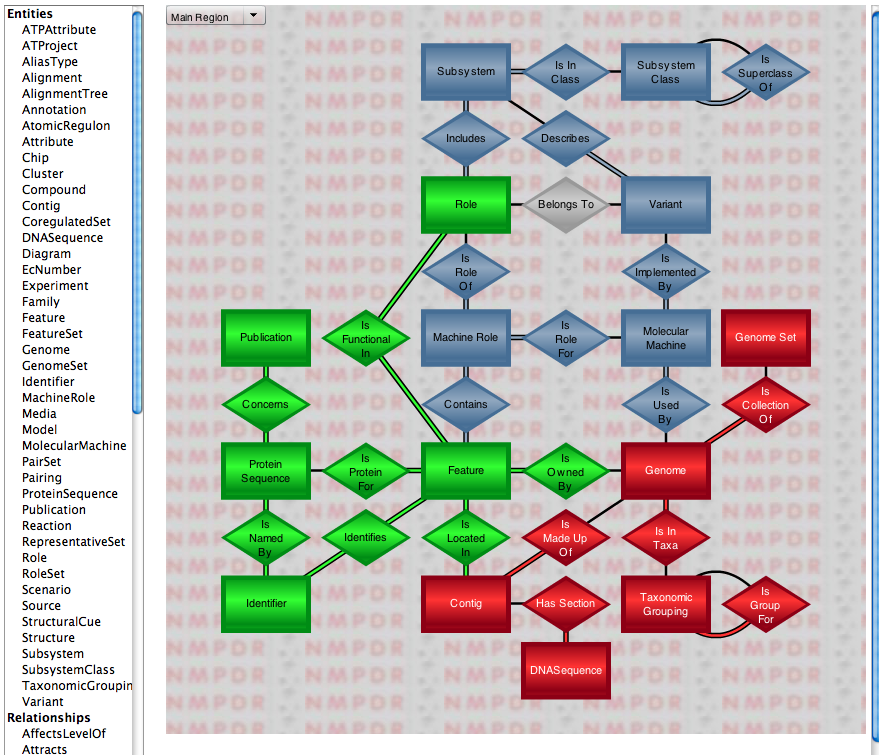 Entities
ATPAttribute
ATProject
AliasType
Alignment
AlignmentTree
Annotation
AtomicRegulon
Attribute
Chip
Cluster
Compound
Contig
CoregulatedSet
DNASequence
Diagram
EcNumber
Experiment
Family
Feature
FeatureSet
Genome
GenomeSet
Identifier
MachineRole
Media
Model
MolecularMachine
PairSet
Pairing
ProteinSequence
Publication
Reaction
RepresentativeSet
Role
RoleSet
Scenario
Source
StructuralCue
Structure
Subsystem
SubsystemClass
TaxonomicGroupin
Variant
Relationships
AffectsLevelOf
Attracts
Main Region
NMPDR
Subsystem
Is In
Class
Subsystem
Class
Is
Superclass
Of
Includes
Describes
Role
Belongs To
Variant
Is
Role
Of
Is
Implemented
By
Publication
Is
Functional
In
Machine Role
Is
Role
For
Molecular
Machine
Genome Set
Concerns
Contains
Is
Used
By
Is
Collection
Of
Protein
Sequence
Is
Protein
For
Feature
Is
Owned
By
Genome
Is
Named
By
Identifies
Is
Located
In
Is
Made Up
Of
Is In
Taxa
Identifier
Contig
Has Section
Taxonomic
Grouping
Is
Group
For
DNASequence